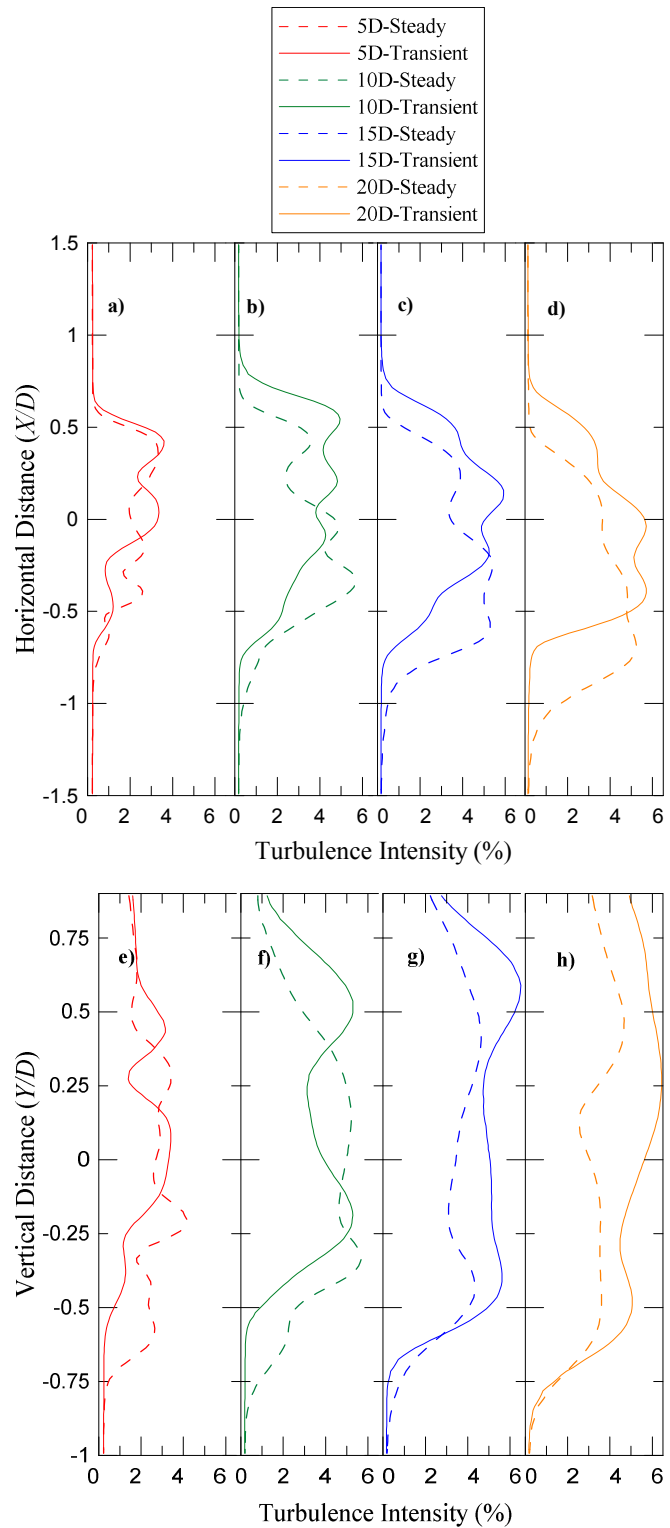 5D-Steady
5D-Transient
10D-Steady
10D-Transient
15D-Steady
15D-Transient
20D-Steady
20D-Transient
1.5
1
0.5
0
-0.5
-1
-1.5
Horizontal Distance (X/D)
a)
b)
c)
d)
0 2 4 6 0 2 4 6 0 2 4 6 0 2 4 6
Turbulence Intensity (%)
0.75
0.5
0.25
0
-0.25
-0.5
-0.75
-1
Vertical Distance (Y/D)
e)
f)
g)
h)
0 2 4 6 0 2 4 6 0 2 4 6 0 2 4 6
Turbulence Intensity (%)